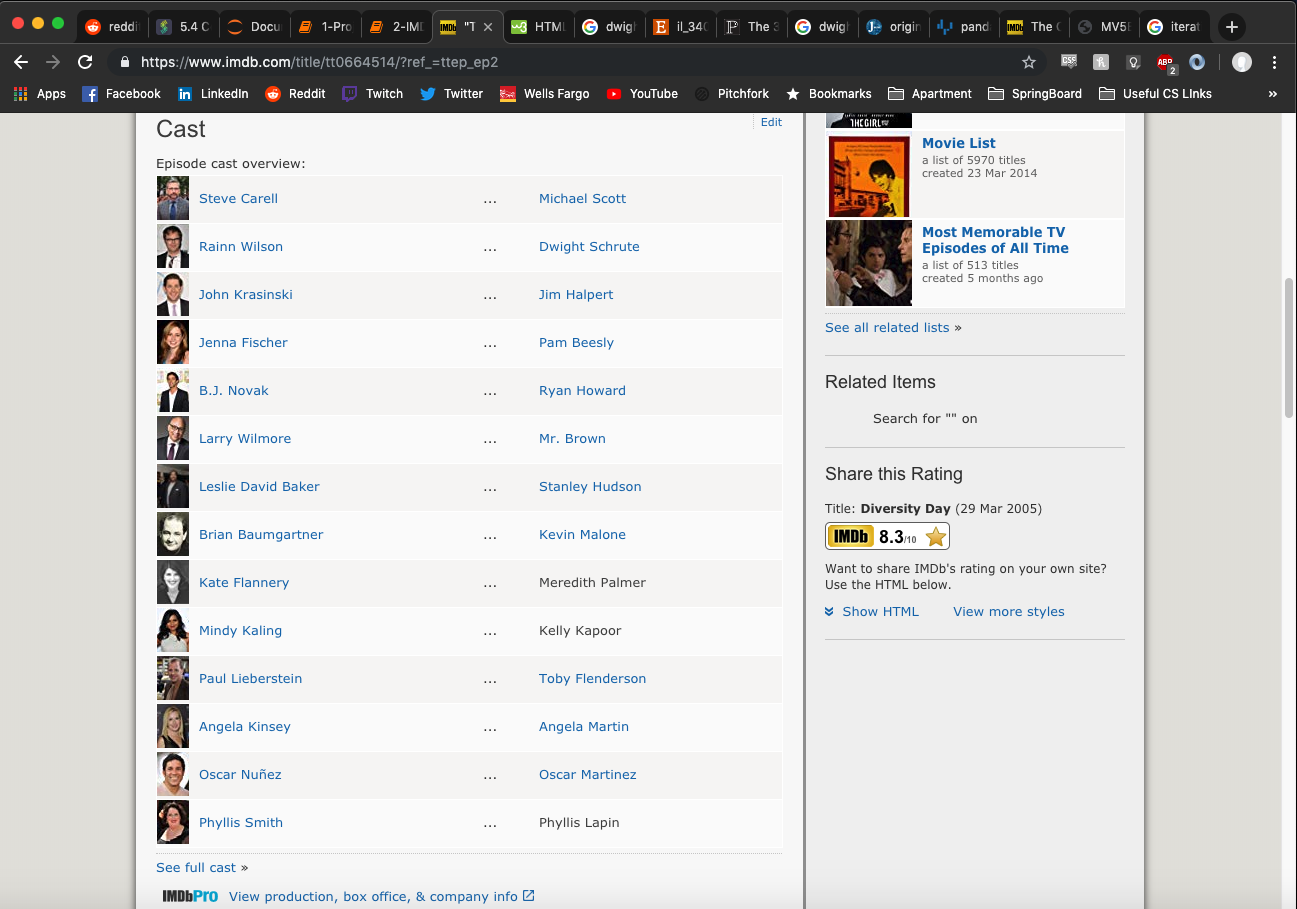 reddi
5.4 C
Docu
1-Pro
2-IMD
"T
HTML
dwigh
il_340
The 3
dwigh
origin
panda
The O
MV5B
iterat
https://www.imdb.com/title/tt0664514/?ref_=ttep_ep2
ABP
2
Apps Facebook LinkedIn Reddit Twitch Twitter Wells Fargo YouTube Pitchfork Bookmarks Apartment SpringBoard Useful CS LInks »
Cast
Edit
Episode cast overview:
Steve Carell ... Michael Scott
Rainn Wilson ... Dwight Schrute
John Krasinski ... Jim Halpert
Jenna Fischer ... Pam Beesly
B.J. Novak ... Ryan Howard
Larry Wilmore ... Mr. Brown
Leslie David Baker ... Stanley Hudson
Brian Baumgartner ... Kevin Malone
Kate Flannery ... Meredith Palmer
Mindy Kaling ... Kelly Kapoor
Paul Lieberstein ... Toby Flenderson
Angela Kinsey ... Angela Martin
Oscar Nuñez ... Oscar Martinez
Phyllis Smith ... Phyllis Lapin
See full cast »
IMDbPro View production, box office, & company info
THE GIRL
Movie List
a list of 5970 titles
created 23 Mar 2014
Most Memorable TV
Episodes of All Time
a list of 513 titles
created 5 months ago
See all related lists »
Related Items
Search for "" on
Share this Rating
Title: Diversity Day (29 Mar 2005)
IMDb 8.3/10
Want to share IMDb's rating on your own site?
Use the HTML below.
Show HTML View more styles